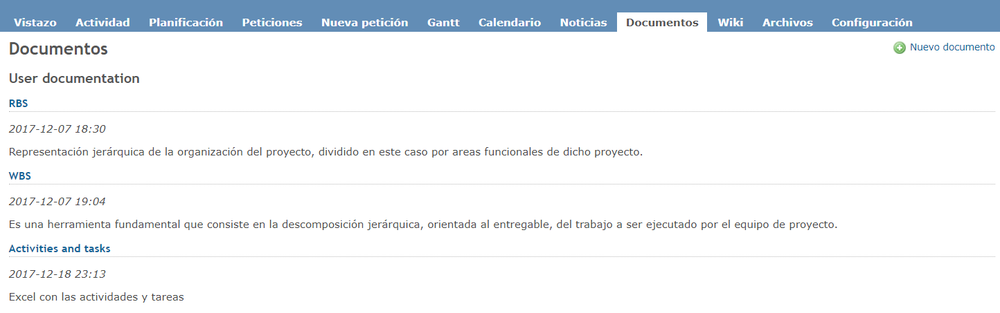 Vistazo Actividad Planificación Peticiones Nueva petición Gantt Calendario Noticias Documentos Wiki Archivos Configuración
Documentos
Nuevo documento
User documentation
RBS
2017-12-07 18:30
Representación jerárquica de la organización del proyecto, dividido en este caso por areas funcionales de dicho proyecto.
WBS
2017-12-07 19:04
Es una herramienta fundamental que consiste en la descomposición jerárquica, orientada al entregable, del trabajo a ser ejecutado por el equipo de proyecto.
Activities and tasks
2017-12-18 23:13
Excel con las actividades y tareas